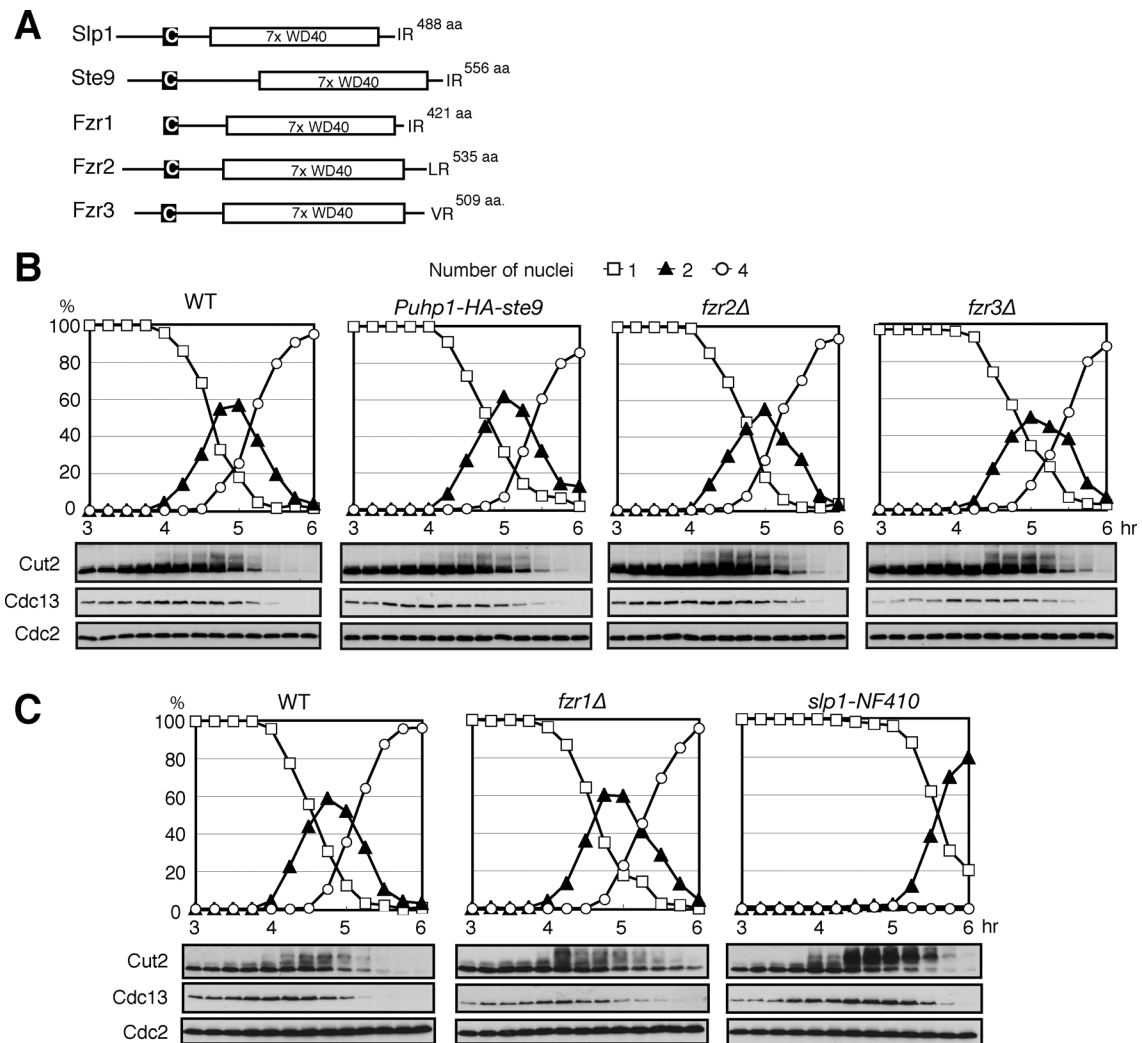 A
Slp1 C 7x WD40 IR 488 aa
Ste9 C 7x WD40 IR 556 aa
Fzr1 C 7x WD40 IR 421 aa
Fzr2 C 7x WD40 LR 535 aa
Fzr3 C 7x WD40 VR 509 aa.
B
Number of nuclei 1 2 4
% WT Puhp1-HA-ste9 fzr2Δ fzr3Δ
100
80
60
40
20
0
3 4 5 6 3 4 5 6 3 4 5 6 3 4 5 6 hr
Cut2
Cdc13
Cdc2
C
% WT fzr1Δ slp1-NF410
100
80
60
40
20
0
3 4 5 6 3 4 5 6 3 4 5 6 hr
Cut2
Cdc13
Cdc2